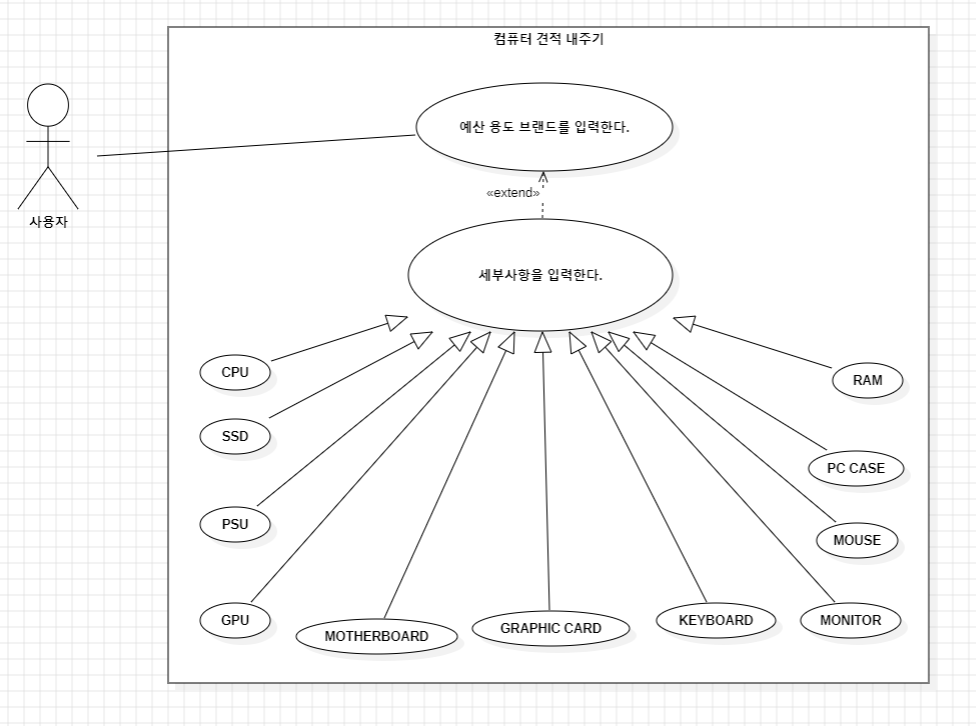 컴퓨터 견적 내주기
예산 용도 브랜드를 입력한다.
«extend»
사용자
세부사항을 입력한다.
CPU
RAM
SSD
PC CASE
PSU
MOUSE
GPU
MOTHERBOARD
GRAPHIC CARD
KEYBOARD
MONITOR